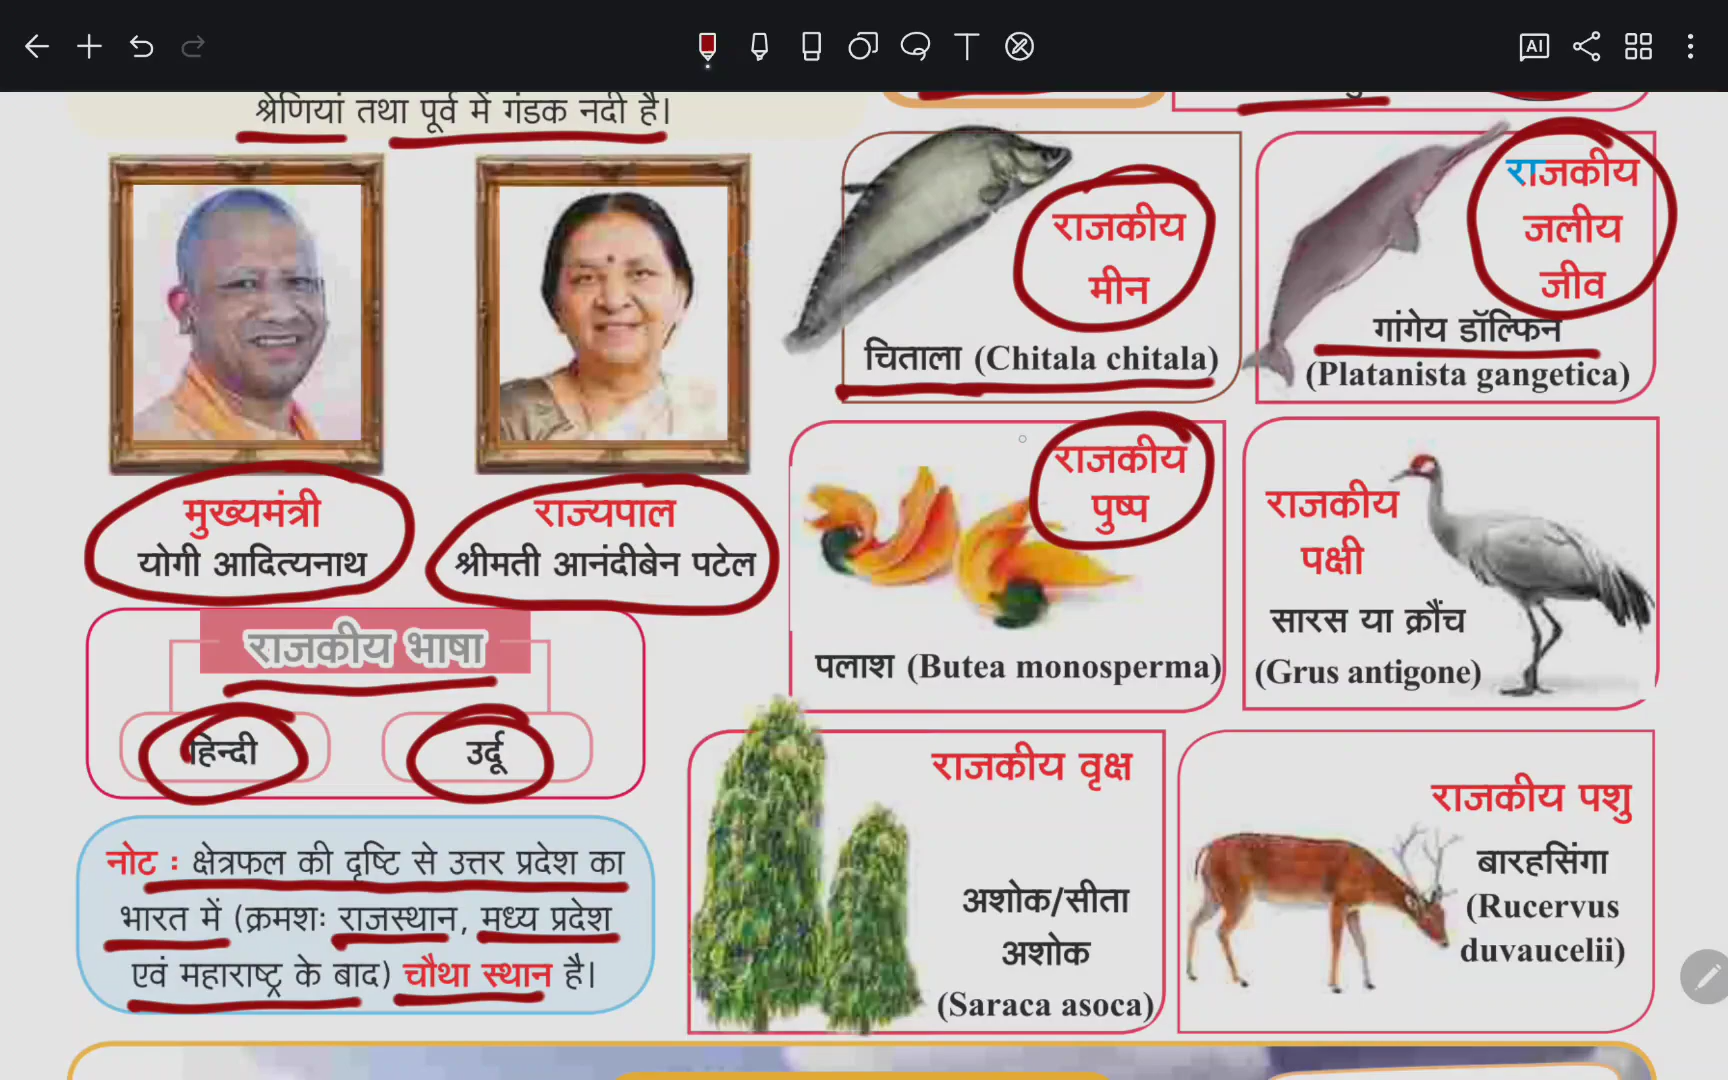 AI
T
श्रेणियां तथा पूर्व में गंडक नदी है।
मुख्यमंत्री
योगी आदित्यनाथ
राज्यपाल
श्रीमती आनंदीबेन पटेल
राजकीय
मीन
चिताला (Chitala chitala)
राजकीय
जलीय
जीव
गांगेय डॉल्फिन
(Platanista gangetica)
राजकीय
पुष्प
पलाश (Butea monosperma)
राजकीय
पक्षी
सारस या क्रौंच
(Grus antigone)
राजकीय भाषा
हिन्दी
उर्दू
नोट : क्षेत्रफल की दृष्टि से उत्तर प्रदेश का
भारत में (क्रमशः राजस्थान, मध्य प्रदेश
एवं महाराष्ट्र के बाद) चौथा स्थान है।
राजकीय वृक्ष
अशोक/सीता
अशोक
(Saraca asoca)
राजकीय पशु
बारहसिंगा
(Rucervus
duvaucelii)